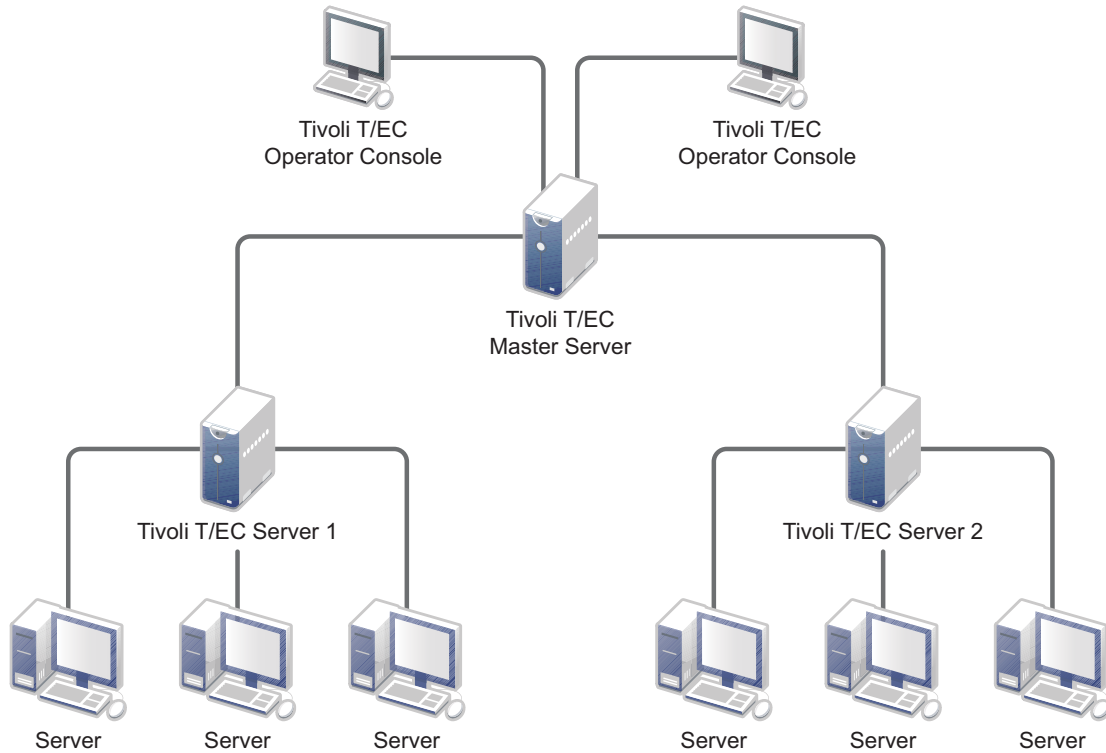 Tivoli T/EC
Operator Console
Tivoli T/EC
Operator Console
Tivoli T/EC
Master Server
Tivoli T/EC Server 1
Tivoli T/EC Server 2
Server
Server
Server
Server
Server
Server